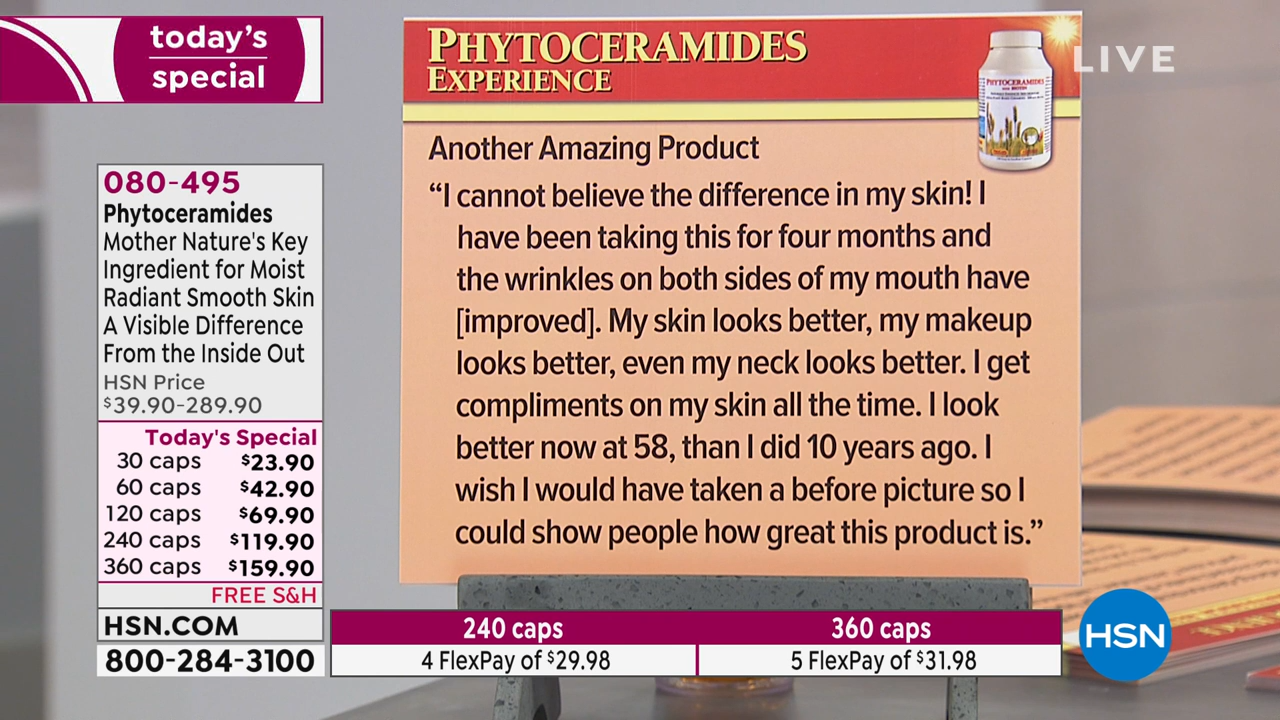 today's
special
LIVE
PHYTOCERAMIDES
EXPERIENCE
PHYTOCERAMIDES
Another Amazing Product
“I cannot believe the difference in my skin! I
have been taking this for four months and
the wrinkles on both sides of my mouth have
[improved]. My skin looks better, my makeup
looks better, even my neck looks better. I get
compliments on my skin all the time. I look
better now at 58, than I did 10 years ago. I
wish I would have taken a before picture so I
could show people how great this product is.”
080-495
Phytoceramides
Mother Nature's Key
Ingredient for Moist
Radiant Smooth Skin
A Visible Difference
From the Inside Out
HSN Price
$39.90-289.90
Today's Special
30 caps $23.90
60 caps $42.90
120 caps $69.90
240 caps $119.90
360 caps $159.90
FREE S&H
HSN.COM
800-284-3100
240 caps 360 caps
4 FlexPay of $29.98 5 FlexPay of $31.98
HSN